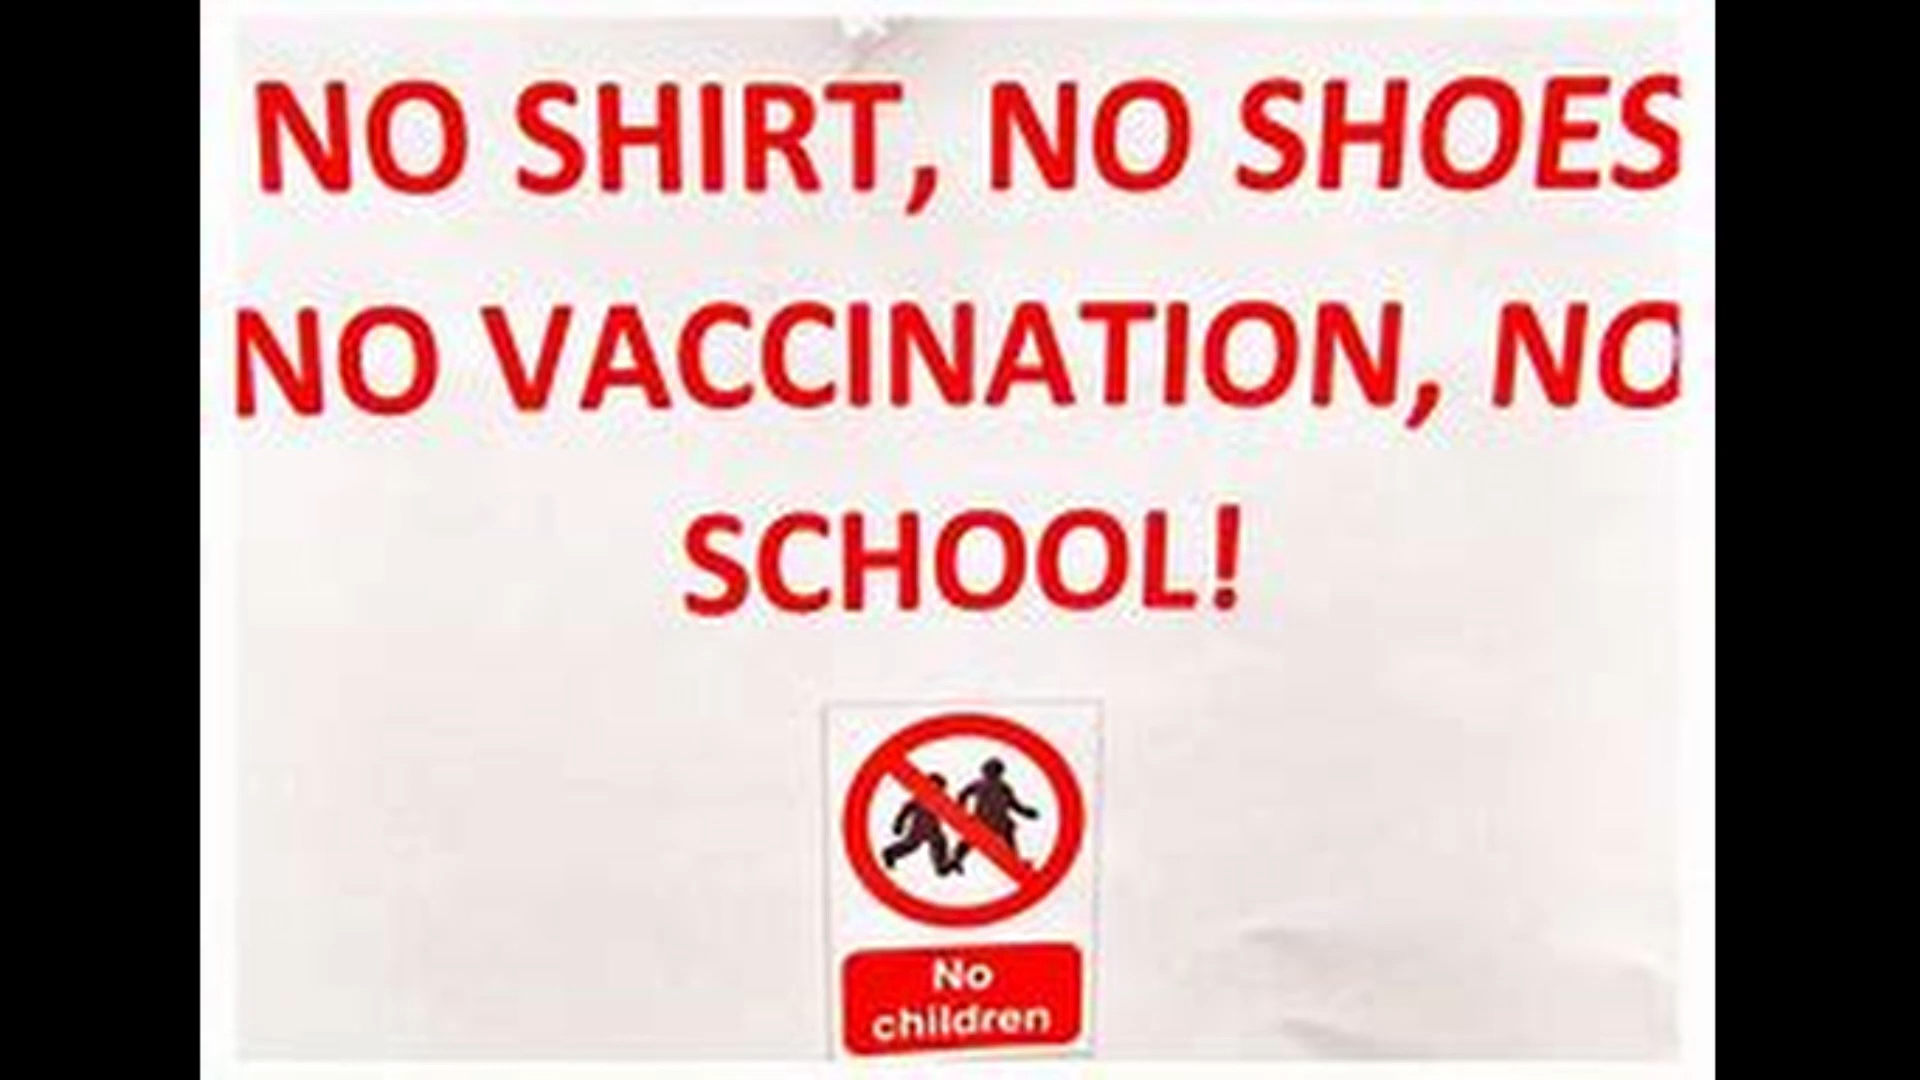 NO SHIRT, NO SHOES
NO VACCINATION, NO
SCHOOL!
No
children